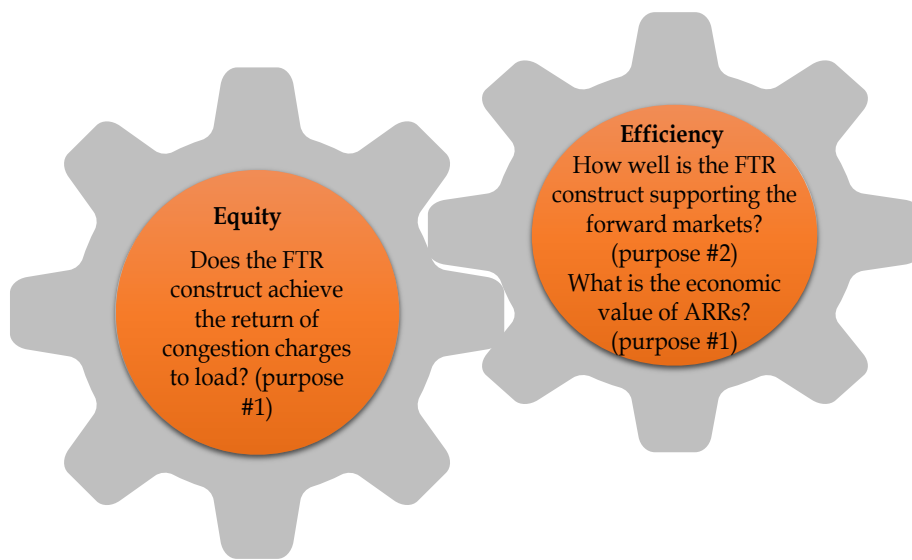 Equity
Does the FTR
construct achieve
the return of
congestion charges
to load? (purpose
#1)
Efficiency
How well is the FTR
construct supporting the
forward markets?
(purpose #2)
What is the economic
value of ARRs?
(purpose #1)